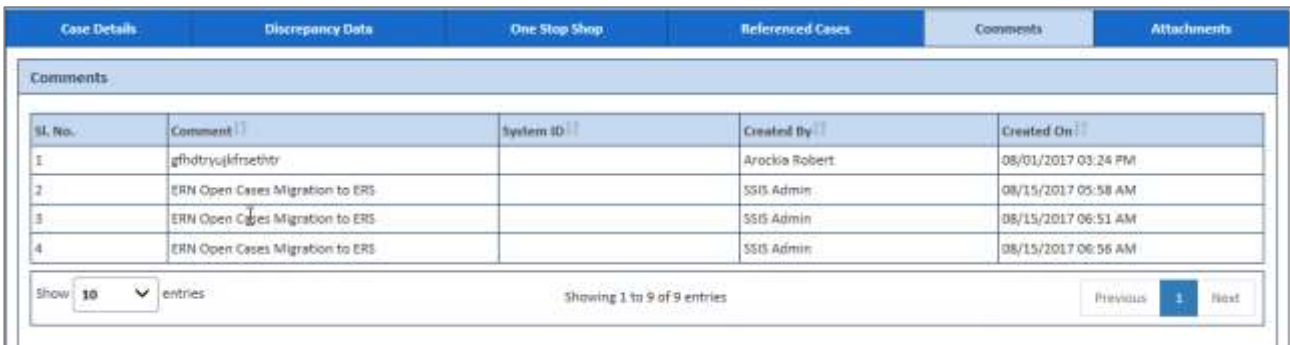 Case Details Discrepancy Data One Stop Shop Referenced Cases Comments Attachments
Comments
Sl. No. Comment System ID Created By Created On
1 gfhdtryujkfrsethtr Arockia Robert 08/01/2017 03:24 PM
2 ERN Open Cases Migration to ERS SSIS Admin 08/15/2017 05:58 AM
3 ERN Open Cases Migration to ERS SSIS Admin 08/15/2017 06:51 AM
4 ERN Open Cases Migration to ERS SSIS Admin 08/15/2017 06:56 AM
Show 10 entries Showing 1 to 9 of 9 entries Previous 1 Next